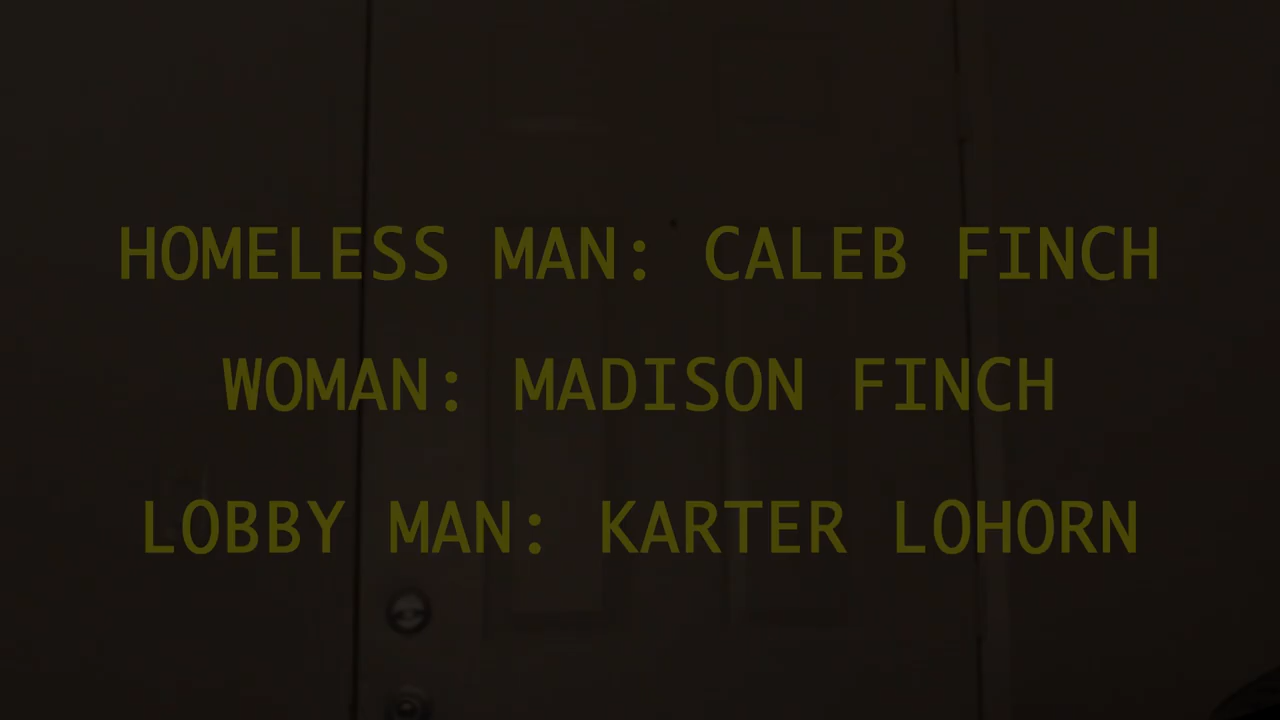 HOMELESS MAN: CALEB FINCH
WOMAN: MADISON FINCH
LOBBY MAN: KARTER LOHORN